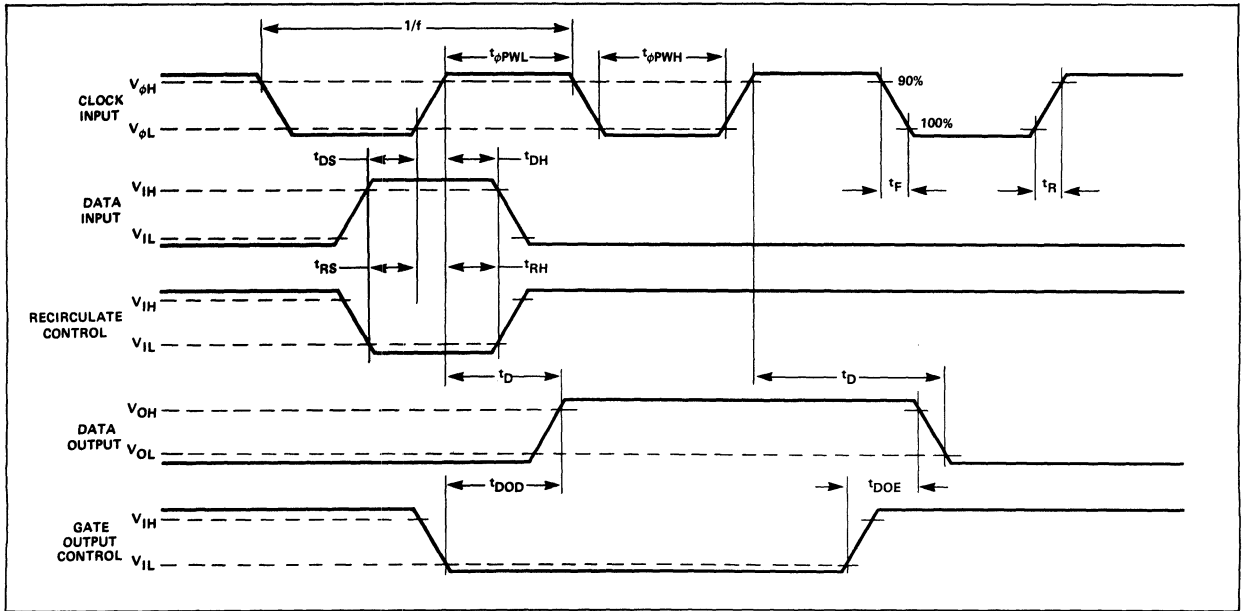 1/f
tφPWL
tφPWH
VφH
CLOCK
INPUT
VφL
90%
100%
tDS
tDH
tF
tR
VIH
DATA
INPUT
VIL
tRS
tRH
VIH
RECIRCULATE
CONTROL
VIL
tD
tD
VOH
DATA
OUTPUT
VOL
tDOD
tDOE
VIH
GATE
OUTPUT
CONTROL
VIL